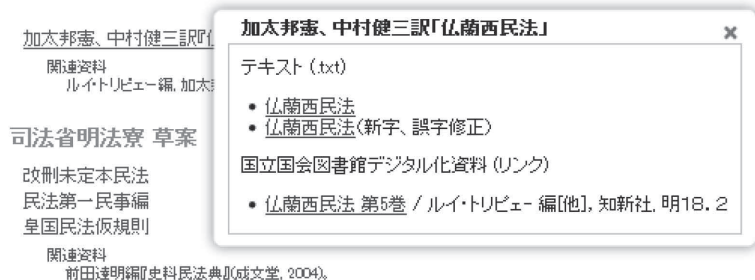 加太邦憲、中村健三訳『仏
関連資料
ルイ・トリピェー編, 加太
司法省明法寮 草案
改刪未定本民法
民法第一民事編
皇国民法仮規則
関連資料
前田達明編『史料民法典』(成文堂, 2004)。
加太邦憲、中村健三訳「仏蘭西民法」
×
テキスト (.txt)
• 仏蘭西民法
• 仏蘭西民法(新字、誤字修正)
国立国会図書館デジタル化資料 (リンク)
• 仏蘭西民法 第5巻 / ルイ・トリピェー 編[他], 知新社, 明18. 2